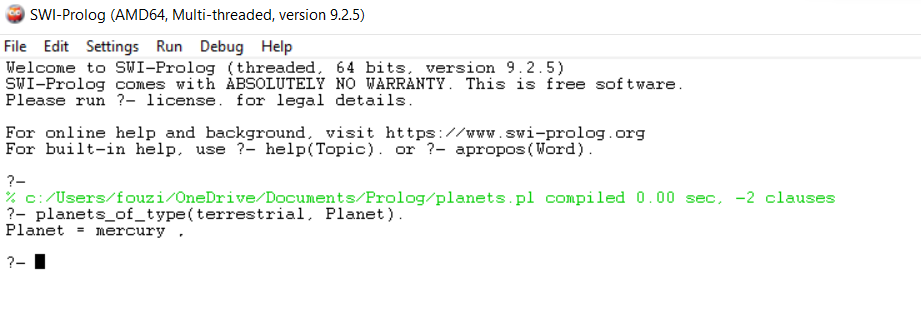 SWI-Prolog (AMD64, Multi-threaded, version 9.2.5)
File Edit Settings Run Debug Help
Welcome to SWI-Prolog (threaded, 64 bits, version 9.2.5)
SWI-Prolog comes with ABSOLUTELY NO WARRANTY. This is free software.
Please run ?- license. for legal details.
For online help and background, visit https://www.swi-prolog.org
For built-in help, use ?- help(Topic). or ?- apropos(Word).
?-
% c:/Users/fouzi/OneDrive/Documents/Prolog/planets.pl compiled 0.00 sec, -2 clauses
?- planets_of_type(terrestrial, Planet).
Planet = mercury .
?-